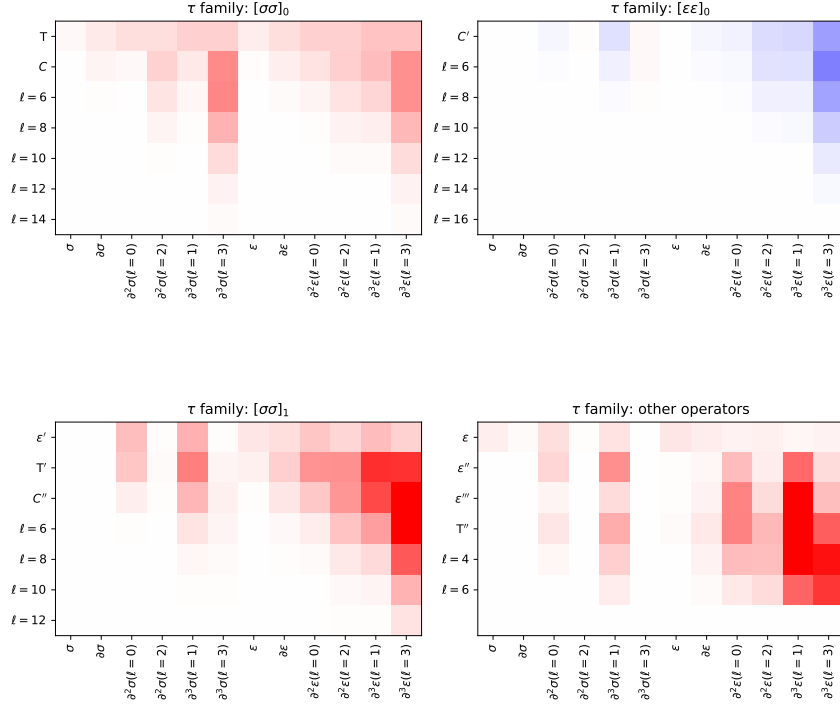 τ family: [σσ]₀
T
C
ℓ = 6
ℓ = 8
ℓ = 10
ℓ = 12
ℓ = 14
σ
∂σ
∂²σ(ℓ = 0)
∂²σ(ℓ = 2)
∂³σ(ℓ = 1)
∂³σ(ℓ = 3)
ε
∂ε
∂²ε(ℓ = 0)
∂²ε(ℓ = 2)
∂³ε(ℓ = 1)
∂³ε(ℓ = 3)
τ family: [εε]₀
C′
ℓ = 6
ℓ = 8
ℓ = 10
ℓ = 12
ℓ = 14
ℓ = 16
σ
∂σ
∂²σ(ℓ = 0)
∂²σ(ℓ = 2)
∂³σ(ℓ = 1)
∂³σ(ℓ = 3)
ε
∂ε
∂²ε(ℓ = 0)
∂²ε(ℓ = 2)
∂³ε(ℓ = 1)
∂³ε(ℓ = 3)
τ family: [σσ]₁
ε′
T′
C″
ℓ = 6
ℓ = 8
ℓ = 10
ℓ = 12
σ
∂σ
∂²σ(ℓ = 0)
∂²σ(ℓ = 2)
∂³σ(ℓ = 1)
∂³σ(ℓ = 3)
ε
∂ε
∂²ε(ℓ = 0)
∂²ε(ℓ = 2)
∂³ε(ℓ = 1)
∂³ε(ℓ = 3)
τ family: other operators
ε
ε″
ε‴
T″
ℓ = 4
ℓ = 6
σ
∂σ
∂²σ(ℓ = 0)
∂²σ(ℓ = 2)
∂³σ(ℓ = 1)
∂³σ(ℓ = 3)
ε
∂ε
∂²ε(ℓ = 0)
∂²ε(ℓ = 2)
∂³ε(ℓ = 1)
∂³ε(ℓ = 3)